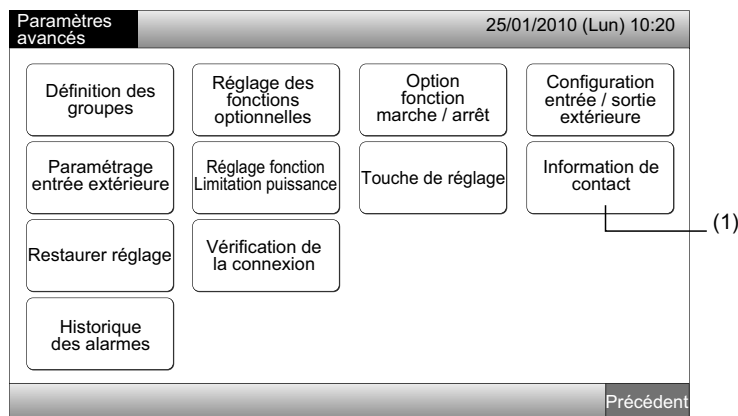 Paramètres
avancés
25/01/2010 (Lun) 10:20
Définition des
groupes
Réglage des
fonctions
optionnelles
Option
fonction
marche / arrêt
Configuration
entrée / sortie
extérieure
Paramétrage
entrée extérieure
Réglage fonction
Limitation puissance
Touche de réglage
Information de
contact
(1)
Restaurer réglage
Vérification de
la connexion
Historique
des alarmes
Précédent